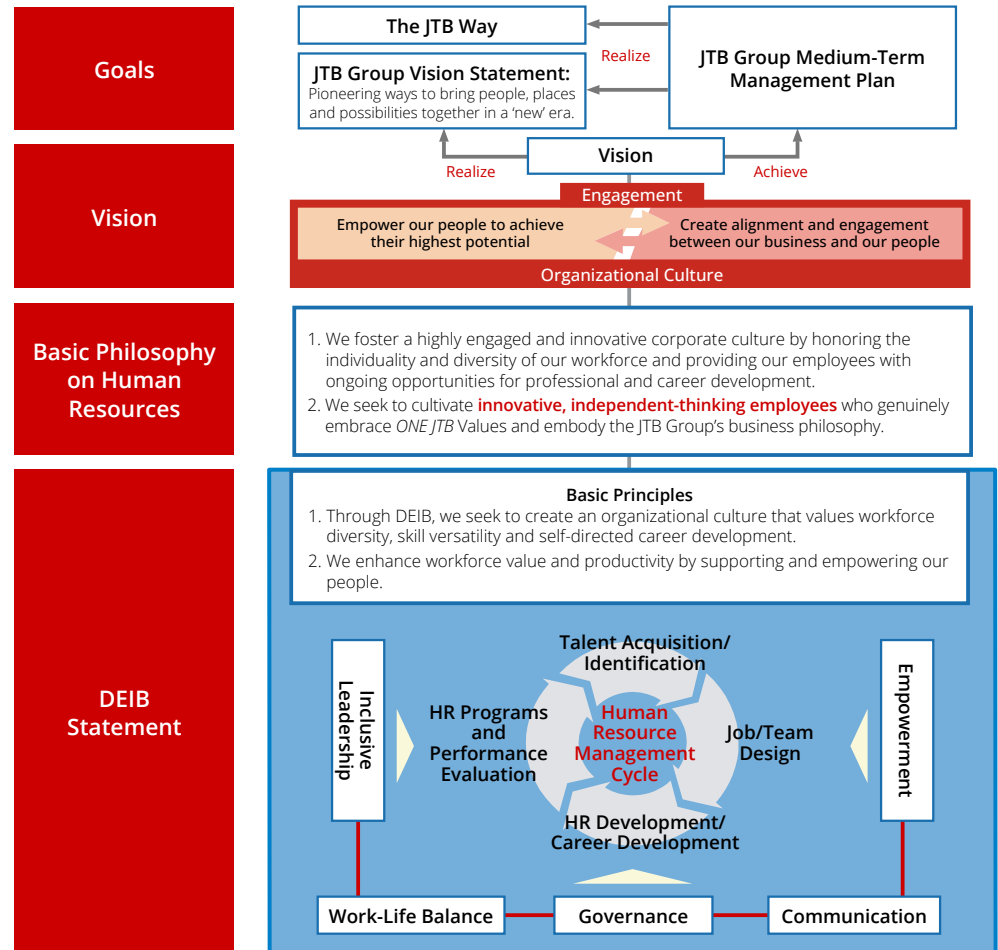 Goals
The JTB Way
Realize
JTB Group Medium-Term
Management Plan
JTB Group Vision Statement:
Pioneering ways to bring people, places
and possibilities together in a ‘new’ era.
Vision
Realize
Achieve
Vision
Engagement
Empower our people to achieve
their highest potential
Create alignment and engagement
between our business and our people
Organizational Culture
Basic Philosophy
on Human
Resources
1. We foster a highly engaged and innovative corporate culture by honoring the
individuality and diversity of our workforce and providing our employees with
ongoing opportunities for professional and career development.
2. We seek to cultivate innovative, independent-thinking employees who genuinely
embrace ONE JTB Values and embody the JTB Group’s business philosophy.
DEIB
Statement
Basic Principles
1. Through DEIB, we seek to create an organizational culture that values workforce
diversity, skill versatility and self-directed career development.
2. We enhance workforce value and productivity by supporting and empowering our
people.
Inclusive
Leadership
Talent Acquisition/
Identification
HR Programs
and
Performance
Evaluation
Human
Resource
Management
Cycle
Job/Team
Design
HR Development/
Career Development
Empowerment
Work-Life Balance
Governance
Communication